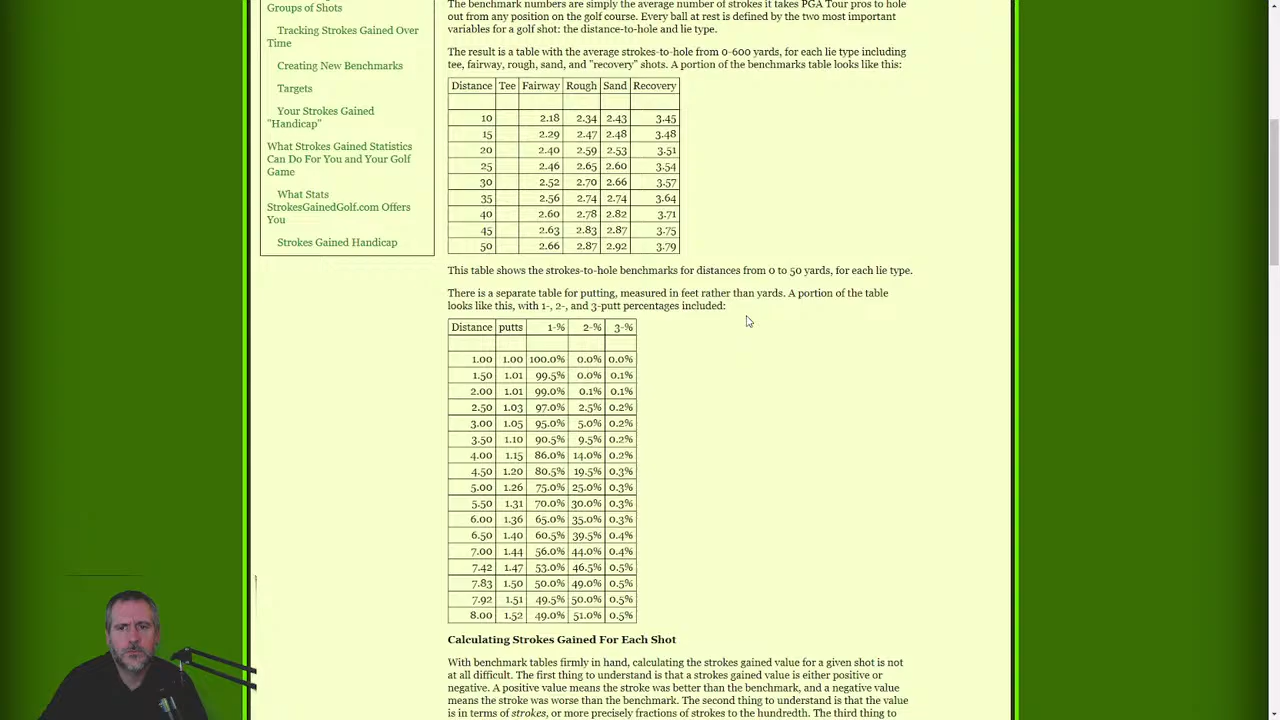 Groups of Shots
Tracking Strokes Gained Over
Time
Creating New Benchmarks
Targets
Your Strokes Gained
"Handicap"
What Strokes Gained Statistics
Can Do For You and Your Golf
Game
What Stats
StrokesGainedGolf.com Offers
You
Strokes Gained Handicap
The benchmark numbers are simply the average number of strokes it takes PGA Tour pros to hole
out from any position on the golf course. Every ball at rest is defined by the two most important
variables for a golf shot: the distance-to-hole and lie type.
The result is a table with the average strokes-to-hole from 0-600 yards, for each lie type including
tee, fairway, rough, sand, and "recovery" shots. A portion of the benchmarks table looks like this:
Distance Tee Fairway Rough Sand Recovery
10 2.18 2.34 2.43 3.45
15 2.29 2.47 2.48 3.48
20 2.40 2.59 2.53 3.51
25 2.46 2.65 2.60 3.54
30 2.52 2.70 2.66 3.57
35 2.56 2.74 2.74 3.64
40 2.60 2.78 2.82 3.71
45 2.63 2.83 2.87 3.75
50 2.66 2.87 2.92 3.79
This table shows the strokes-to-hole benchmarks for distances from 0 to 50 yards, for each lie type.
There is a separate table for putting, measured in feet rather than yards. A portion of the table
looks like this, with 1-, 2-, and 3-putt percentages included:
Distance putts 1-% 2-% 3-%
1.00 1.00 100.0% 0.0% 0.0%
1.50 1.01 99.5% 0.0% 0.1%
2.00 1.01 99.0% 0.1% 0.1%
2.50 1.03 97.0% 2.5% 0.2%
3.00 1.05 95.0% 5.0% 0.2%
3.50 1.10 90.5% 9.5% 0.2%
4.00 1.15 86.0% 14.0% 0.2%
4.50 1.20 80.5% 19.5% 0.3%
5.00 1.26 75.0% 25.0% 0.3%
5.50 1.31 70.0% 30.0% 0.3%
6.00 1.36 65.0% 35.0% 0.3%
6.50 1.40 60.5% 39.5% 0.4%
7.00 1.44 56.0% 44.0% 0.4%
7.42 1.47 53.0% 46.5% 0.5%
7.83 1.50 50.0% 49.0% 0.5%
7.92 1.51 49.5% 50.0% 0.5%
8.00 1.52 49.0% 51.0% 0.5%
Calculating Strokes Gained For Each Shot
With benchmark tables firmly in hand, calculating the strokes gained value for a given shot is not
at all difficult. The first thing to understand is that a strokes gained value is either positive or
negative. A positive value means the stroke was better than the benchmark, and a negative value
means the stroke was worse than the benchmark. The second thing to understand is that the value
is in terms of strokes, or more precisely fractions of strokes to the hundredth. The third thing to